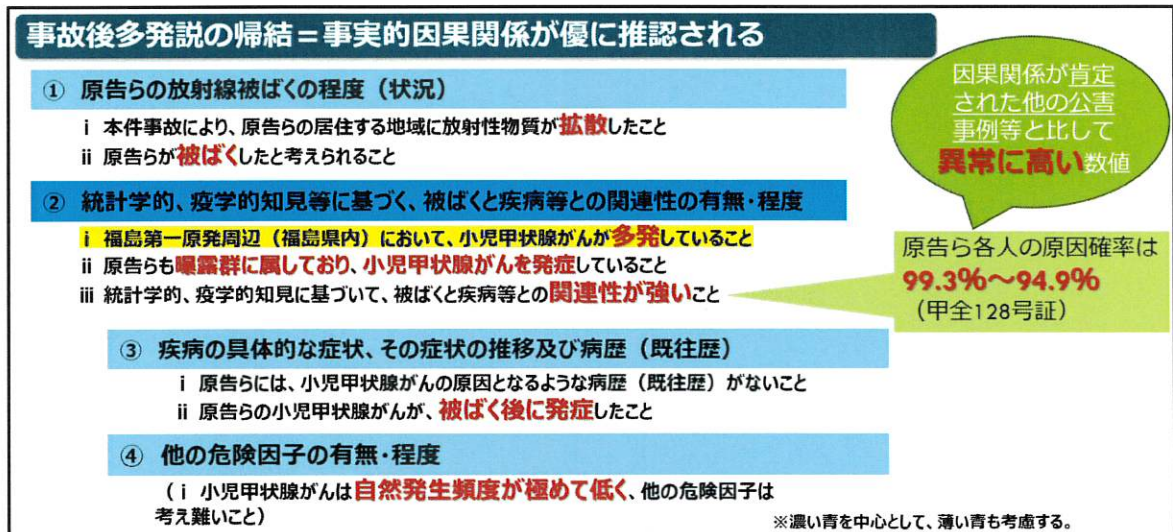 事故後多発説の帰結＝事実的因果関係が優に推認される
① 原告らの放射線被ばくの程度（状況）
ⅰ 本件事故により、原告らの居住する地域に放射性物質が拡散したこと
ⅱ 原告らが被ばくしたと考えられること
② 統計学的、疫学的知見等に基づく、被ばくと疾病等との関連性の有無・程度
ⅰ 福島第一原発周辺（福島県内）において、小児甲状腺がんが多発していること
ⅱ 原告らも曝露群に属しており、小児甲状腺がんを発症していること
ⅲ 統計学的、疫学的知見に基づいて、被ばくと疾病等との関連性が強いこと
因果関係が肯定
された他の公害
事例等と比して
異常に高い数値
原告ら各人の原因確率は
99.3%～94.9%
（甲全128号証）
③ 疾病の具体的な症状、その症状の推移及び病歴（既往歴）
ⅰ 原告らには、小児甲状腺がんの原因となるような病歴（既往歴）がないこと
ⅱ 原告らの小児甲状腺がんが、被ばく後に発症したこと
④ 他の危険因子の有無・程度
（ⅰ 小児甲状腺がんは自然発生頻度が極めて低く、他の危険因子は
考え難いこと）
※濃い青を中心として、薄い青も考慮する。